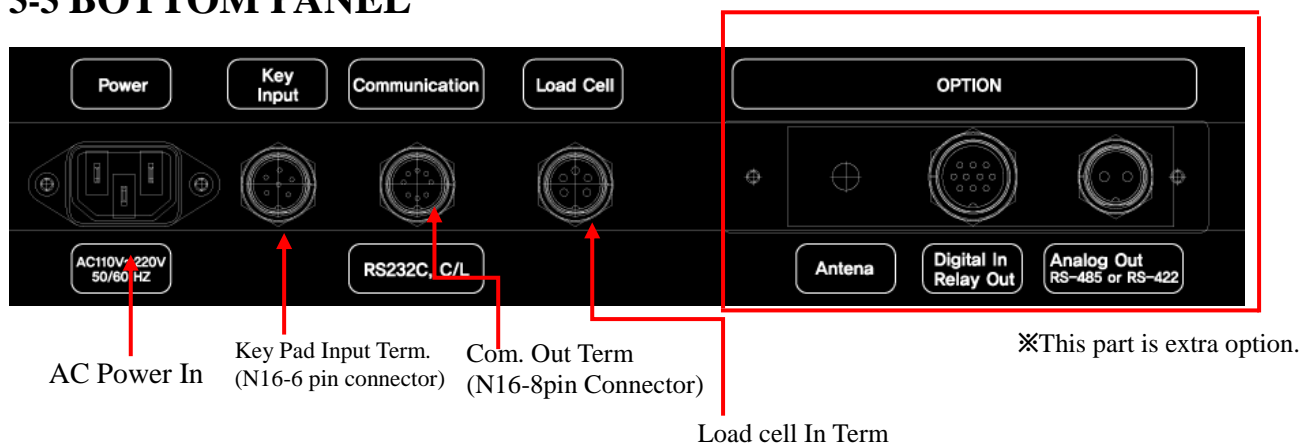 3-3 BOTTOM PANEL
Power
Key
Input
Communication
Load Cell
OPTION
AC110V~220V
50/60 HZ
RS232C, C/L
Antena
Digital In
Relay Out
Analog Out
RS-485 or RS-422
AC Power In
Key Pad Input Term.
(N16-6 pin connector)
Com. Out Term
(N16-8pin Connector)
※This part is extra option.
Load cell In Term